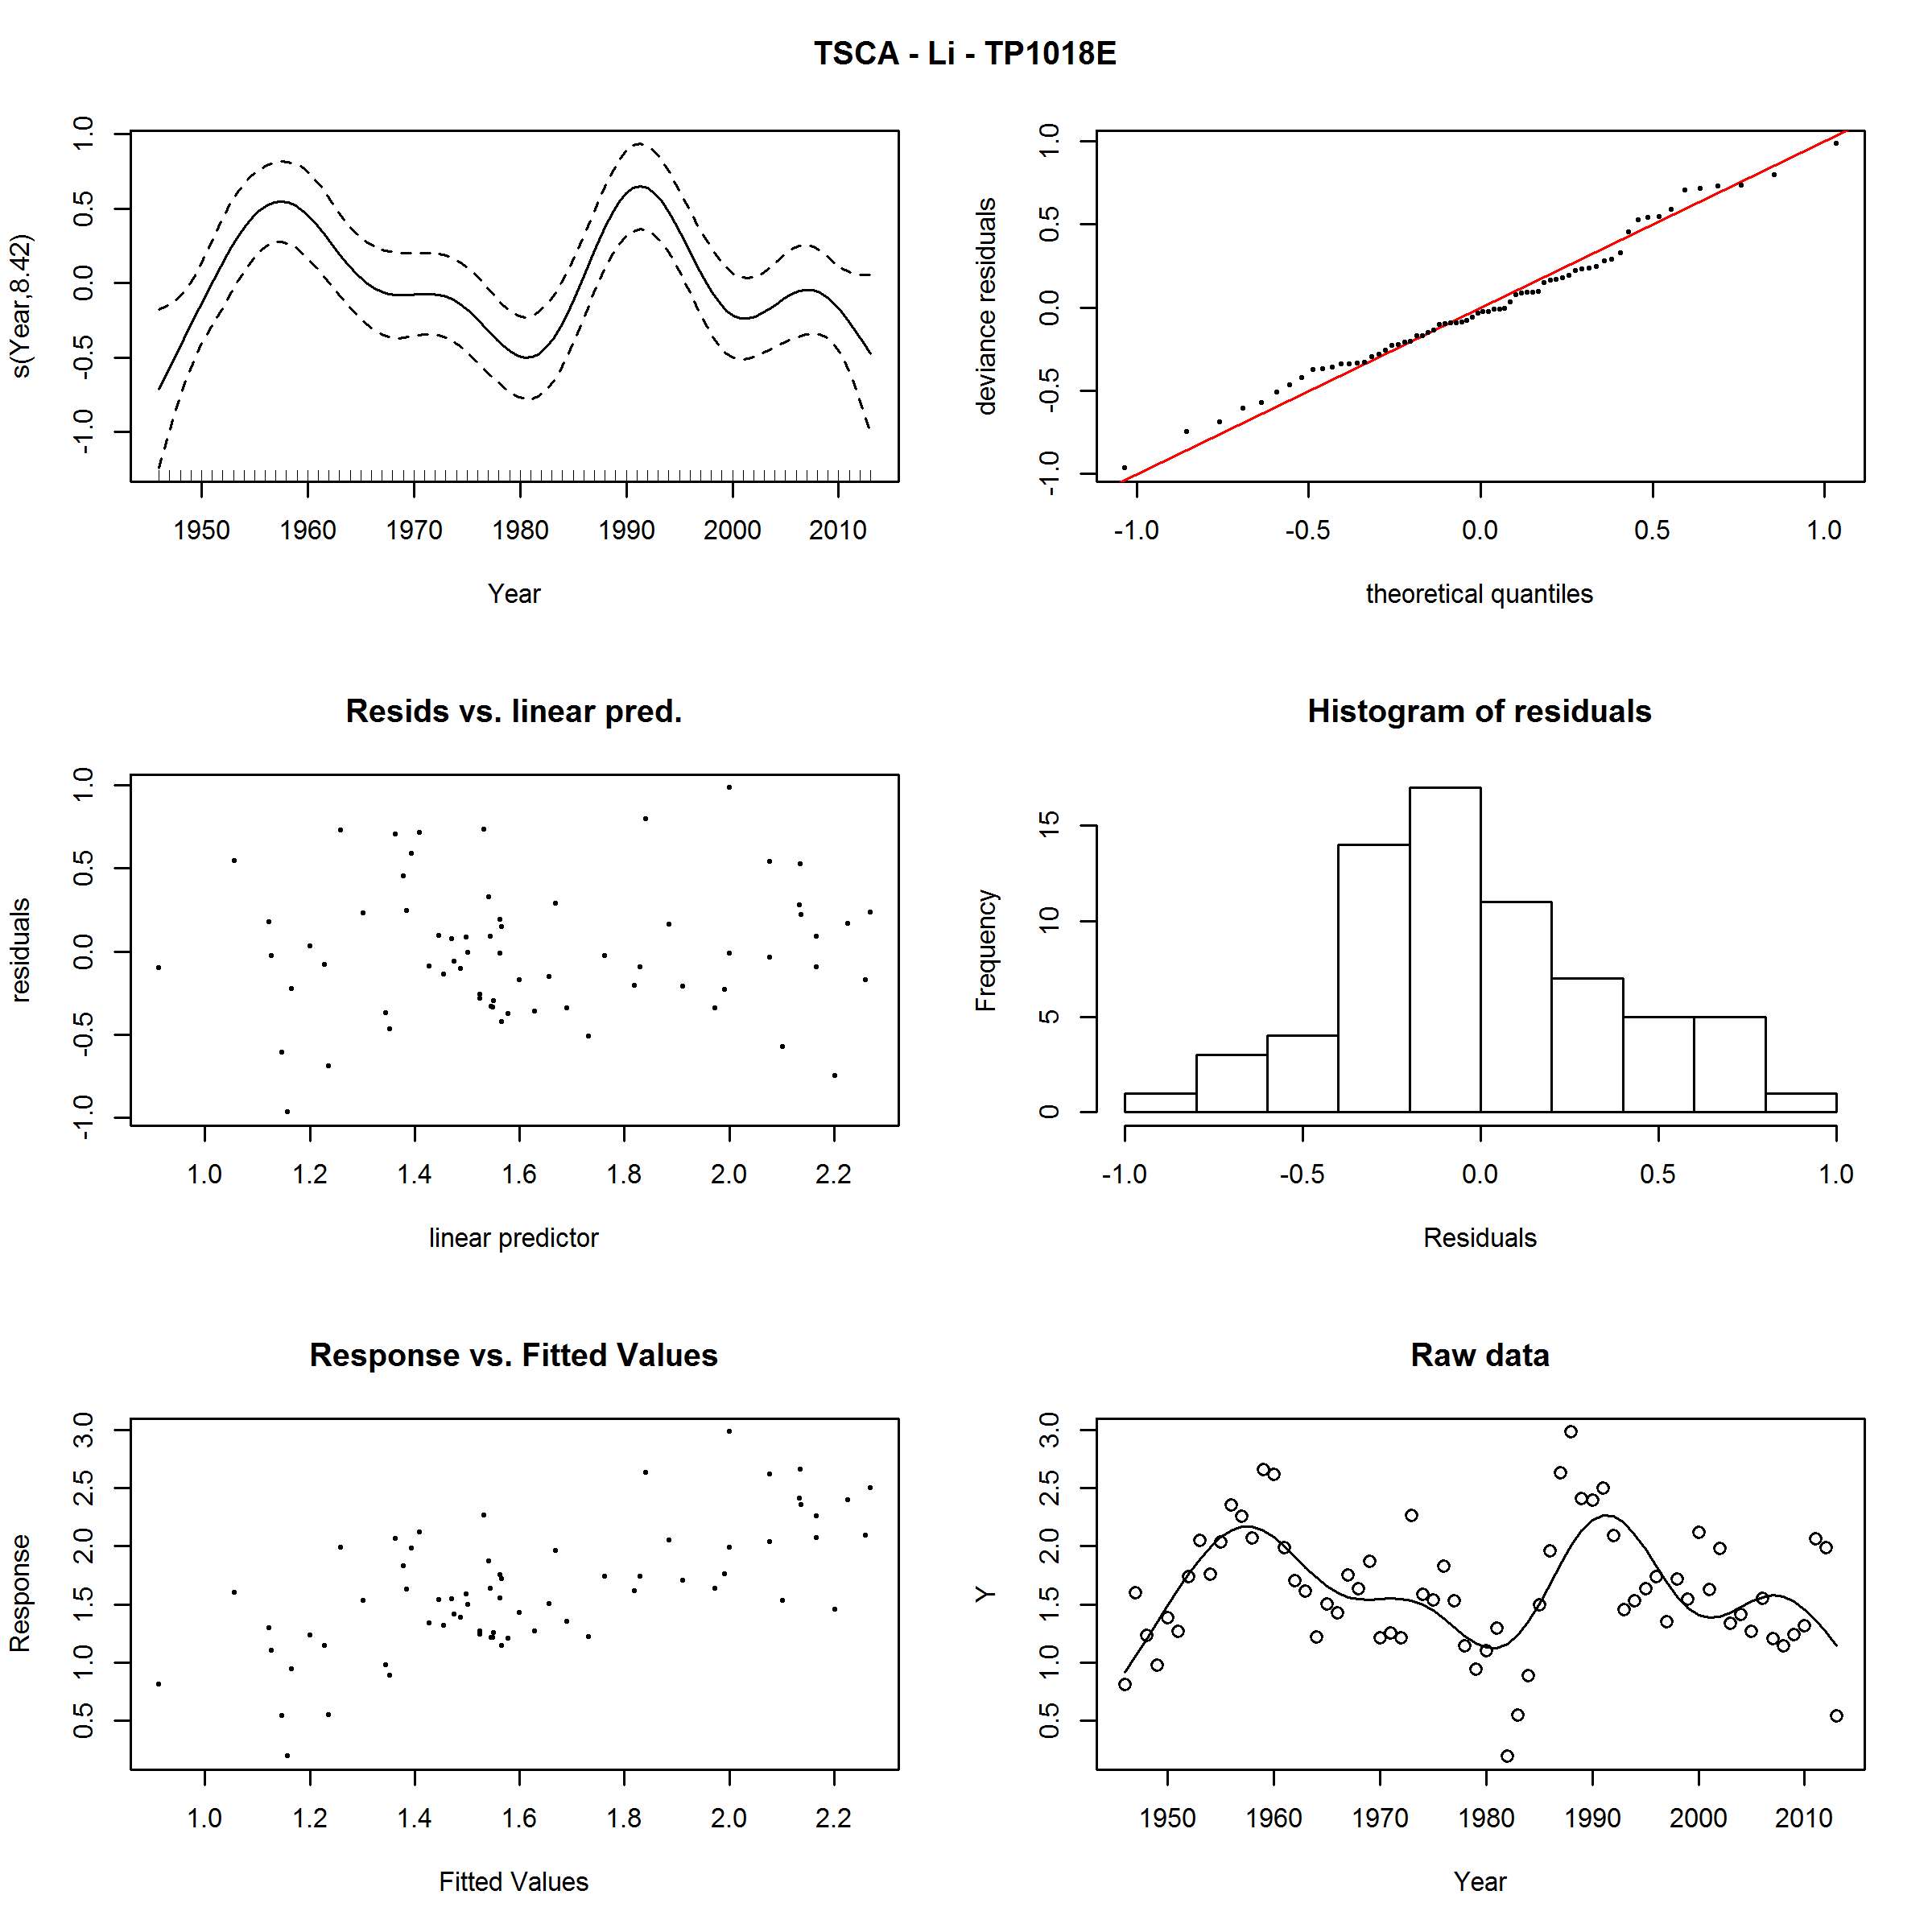 TSCA - Li - TP1018E
s(Year,8.42)
1.0
0.5
0.0
-0.5
-1.0
1950 1960 1970 1980 1990 2000 2010
Year
deviance residuals
1.0
0.5
0.0
-0.5
-1.0
-1.0 -0.5 0.0 0.5 1.0
theoretical quantiles
Resids vs. linear pred.
residuals
1.0
0.5
0.0
-0.5
-1.0
1.0 1.2 1.4 1.6 1.8 2.0 2.2
linear predictor
Histogram of residuals
Frequency
15
10
5
0
-1.0 -0.5 0.0 0.5 1.0
Residuals
Response vs. Fitted Values
Response
3.0
2.5
2.0
1.5
1.0
0.5
1.0 1.2 1.4 1.6 1.8 2.0 2.2
Fitted Values
Raw data
Y
3.0
2.5
2.0
1.5
1.0
0.5
1950 1960 1970 1980 1990 2000 2010
Year